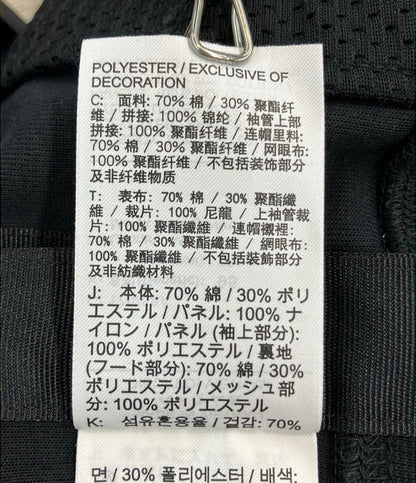 POLYESTER / EXCLUSIVE OF
DECORATION
C: 面料: 70% 棉 / 30% 聚酯纤
维 / 拼接: 100% 锦纶 / 袖管上部
拼接: 100% 聚酯纤维 / 连帽里料:
70% 棉 / 30% 聚酯纤维 / 网眼布:
100% 聚酯纤维 / 不包括装饰部分
及非纤维物质
T: 表布: 70% 棉 / 30% 聚酯纖
維 / 裁片: 100% 尼龍 / 上袖管裁
片: 100% 聚酯纖維 / 連帽襯裡:
70% 棉 / 30% 聚酯纖維 / 網眼布:
100% 聚酯纖維 / 不包括裝飾部分
及非紡織材料
J: 本体: 70% 綿 / 30% ポリ
エステル / パネル: 100% ナ
イロン / パネル (袖上部分):
100% ポリエステル / 裏地
(フード部分): 70% 綿 / 30%
ポリエステル / メッシュ部
分: 100% ポリエステル
K: 섬유혼용율 / 겉감: 70%
면 / 30% 폴리에스터 / 배색: